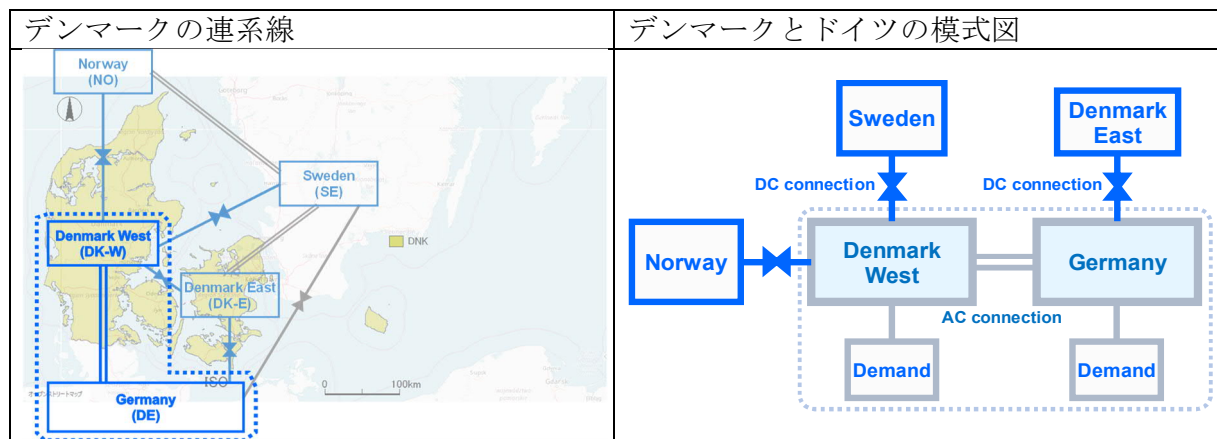 デンマークの連系線
Norway
(NO)
Sweden
(SE)
Denmark West
(DK-W)
DNK
Denmark East
(DK-E)
ISO
0
100km
Germany
(DE)
デンマークとドイツの模式図
Sweden
Denmark
East
DC connection
DC connection
Norway
Denmark
West
Germany
AC connection
Demand
Demand